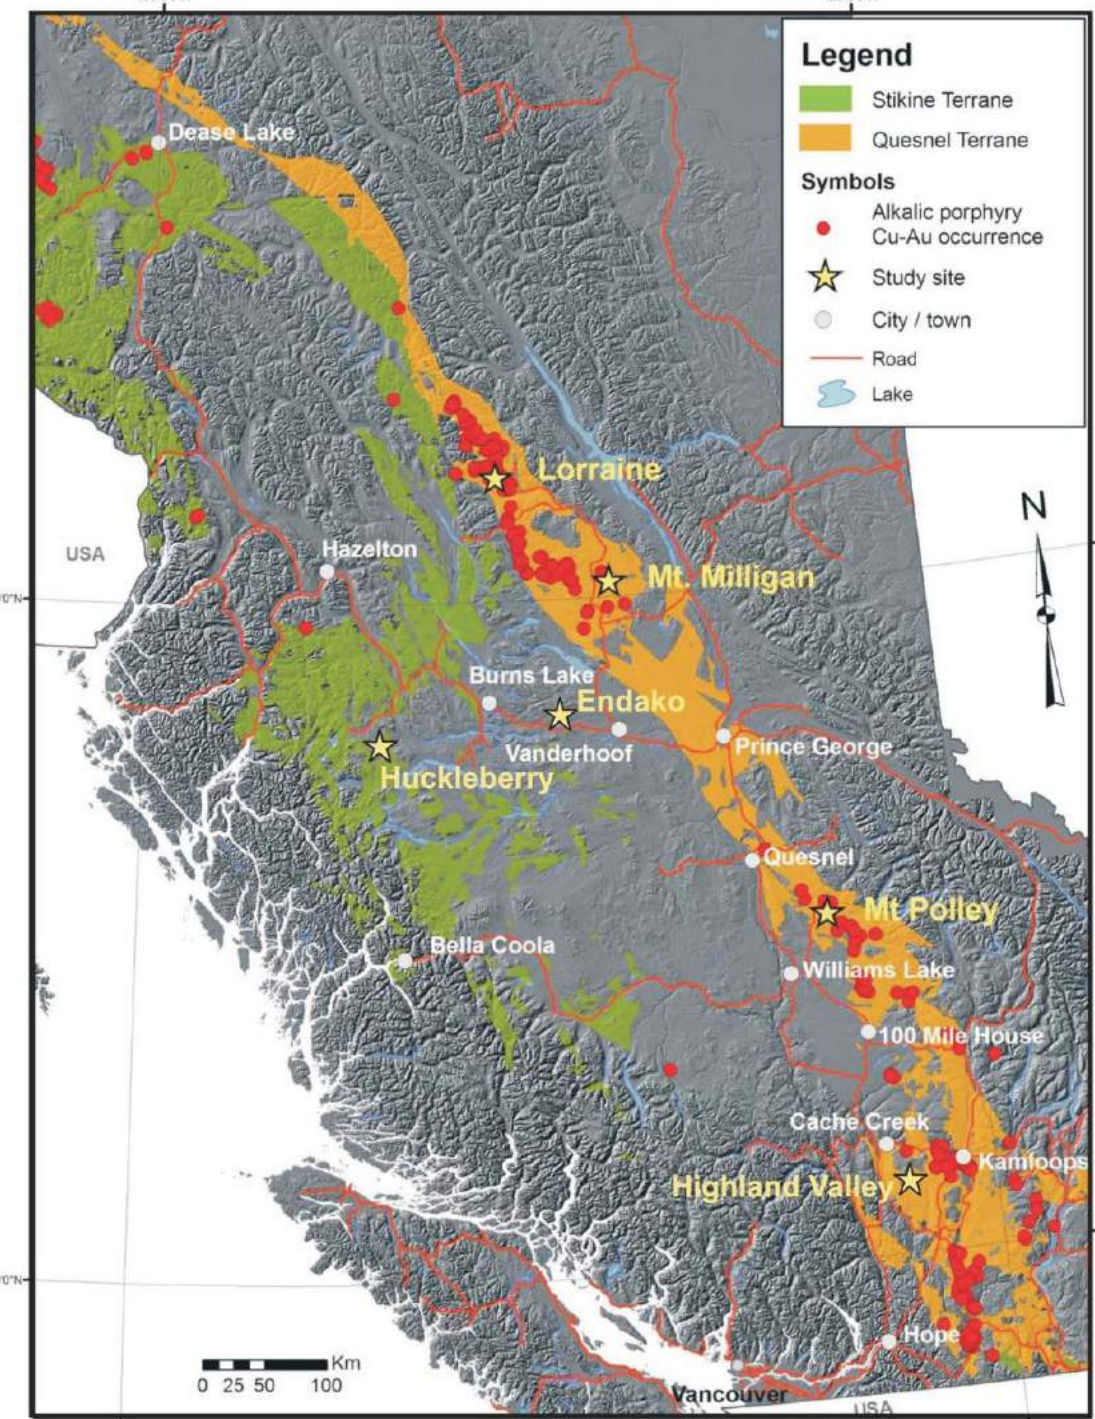 Legend
Stikine Terrane
Quesnel Terrane
Symbols
Alkalic porphyry
Cu-Au occurrence
Study site
City / town
Road
Lake
Dease Lake
Lorraine
N
USA
Hazelton
Mt. Milligan
0°N
Burns Lake
Endako
Vanderhoof
Prince George
Huckleberry
Quesnel
Mt Polley
Bella Coola
Williams Lake
100 Mile House
Cache Creek
Kamloops
Highland Valley
0°N
Hope
Km
0 25 50 100
Vancouver
USA